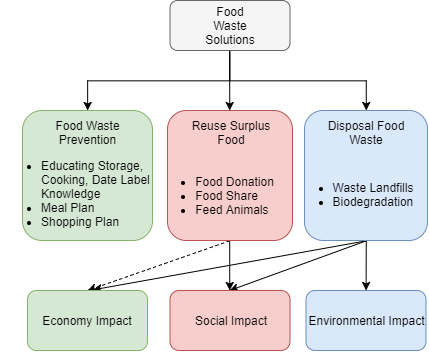 Food
Waste
Solutions
Food Waste
Prevention
• Educating Storage,
Cooking, Date Label
Knowledge
• Meal Plan
• Shopping Plan
Reuse Surplus
Food
• Food Donation
• Food Share
• Feed Animals
Disposal Food
Waste
• Waste Landfills
• Biodegradation
Economy Impact
Social Impact
Environmental Impact